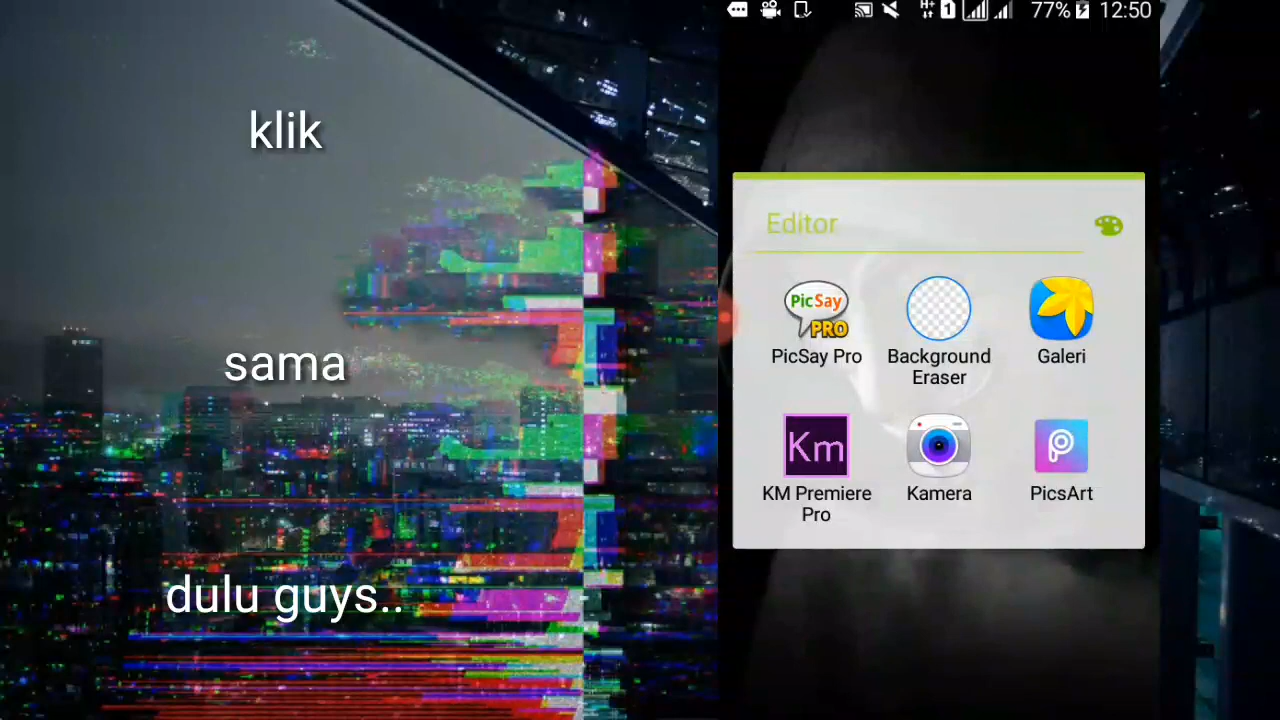 klik
sama
dulu guys..
H+
1
77%
12:50
Editor
PicSay
PRO
PicSay Pro
Background
Eraser
Galeri
Km
KM Premiere
Pro
Kamera
P
PicsArt